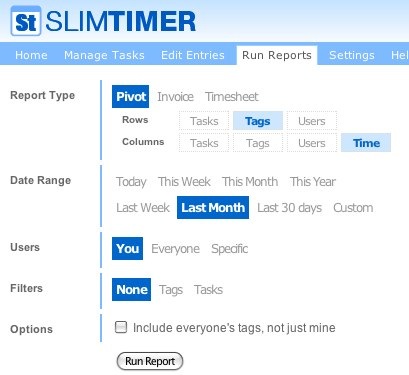 St SLIMTIMER
Home Manage Tasks Edit Entries Run Reports Settings Hel
Report Type Pivot Invoice Timesheet
Rows Tasks Tags Users
Columns Tasks Tags Users Time
Date Range Today This Week This Month This Year
Last Week Last Month Last 30 days Custom
Users You Everyone Specific
Filters None Tags Tasks
Options Include everyone's tags, not just mine
Run Report